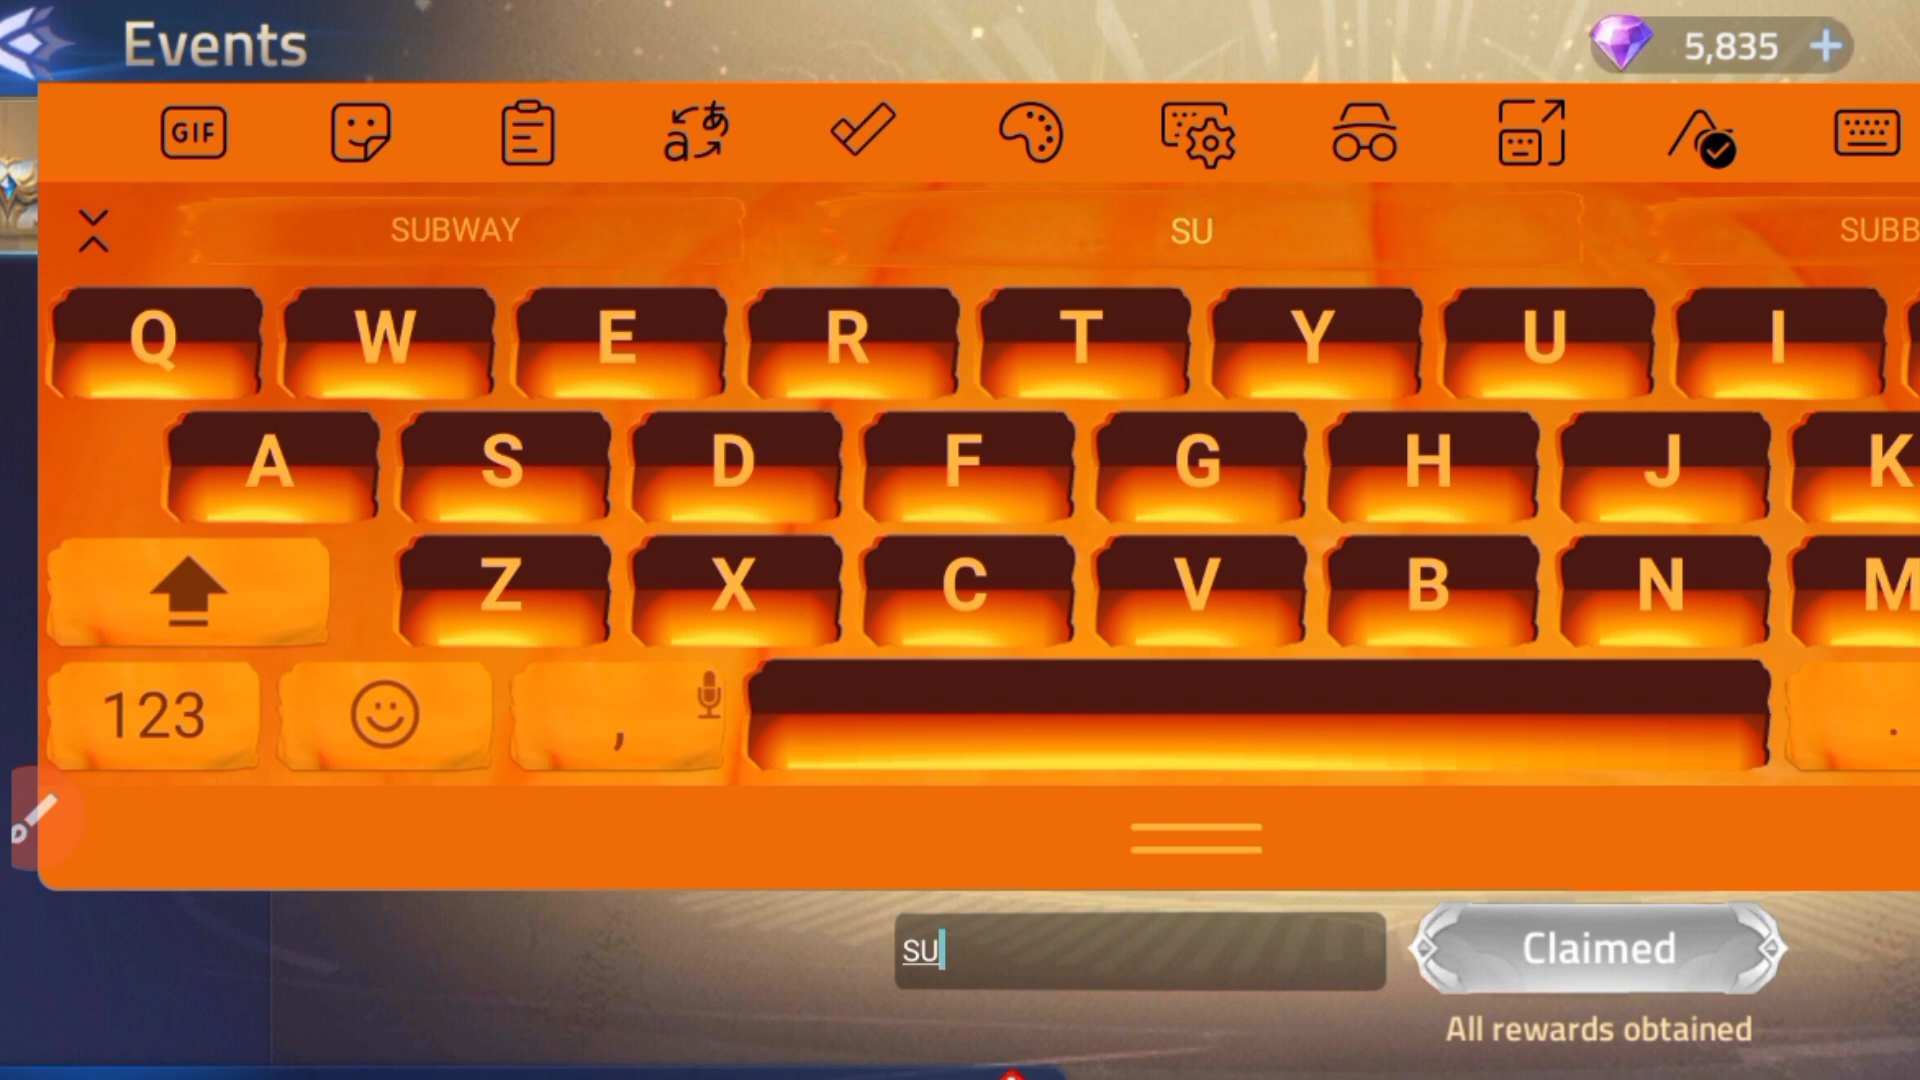 Events
5,835
GIF
SUBWAY SU SUBB
Q W E R T Y U I
A S D F G H J K
Z X C V B N M
123 , .
SU
Claimed
All rewards obtained